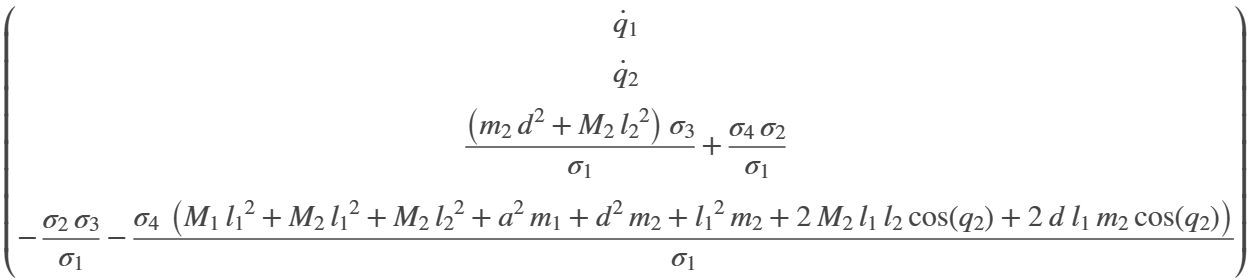 q̇₁
q̇₂
(m₂ d² + M₂ l₂²) σ₃ / σ₁ + σ₄ σ₂ / σ₁
− σ₂ σ₃ / σ₁ − σ₄ (M₁ l₁² + M₂ l₁² + M₂ l₂² + a² m₁ + d² m₂ + l₁² m₂ + 2 M₂ l₁ l₂ cos(q₂) + 2 d l₁ m₂ cos(q₂)) / σ₁